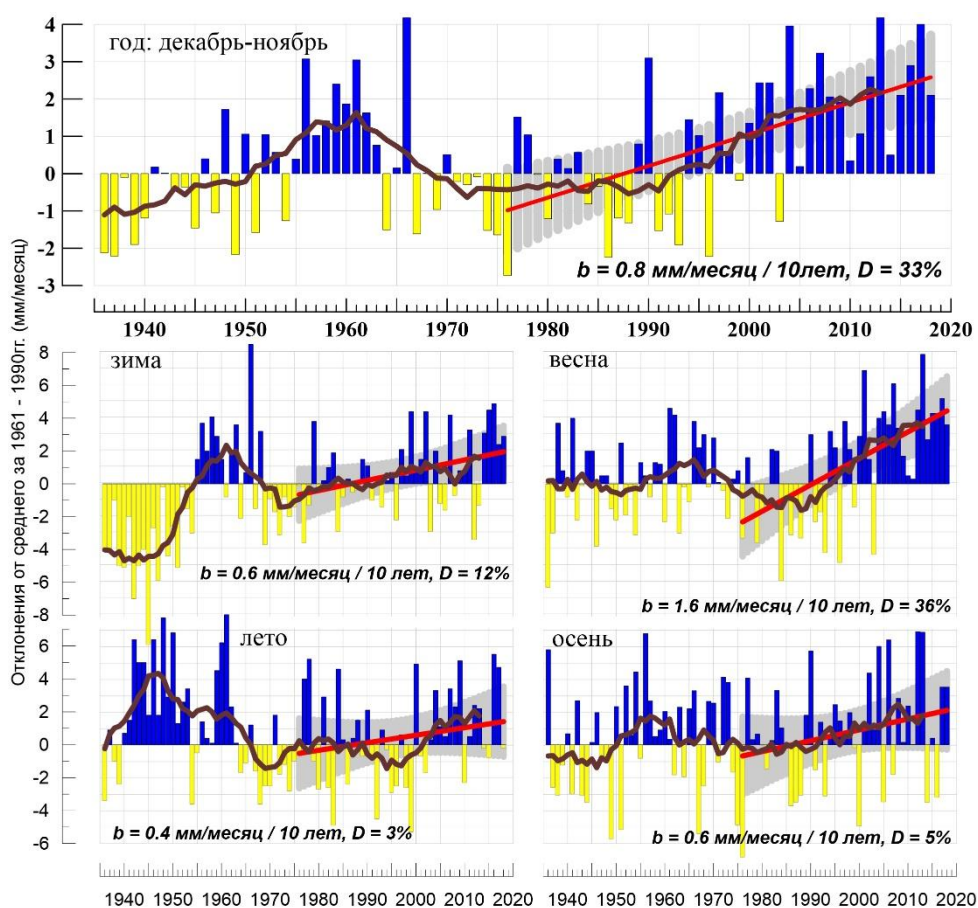 Отклонения от среднего за 1961 - 1990гг. (мм/месяц)
год: декабрь-ноябрь
4
3
2
1
0
-1
-2
-3
b = 0.8 мм/месяц / 10лет, D = 33%
1940 1950 1960 1970 1980 1990 2000 2010 2020
зима
весна
8
6
4
2
0
-2
-4
-6
8
b = 0.6 мм/месяц / 10 лет, D = 12%
b = 1.6 мм/месяц / 10 лет, D = 36%
лето
осень
6
4
2
0
-2
-4
-6
b = 0.4 мм/месяц / 10 лет, D = 3%
b = 0.6 мм/месяц / 10 лет, D = 5%
1940 1950 1960 1970 1980 1990 2000 2010 2020
1940 1950 1960 1970 1980 1990 2000 2010 2020